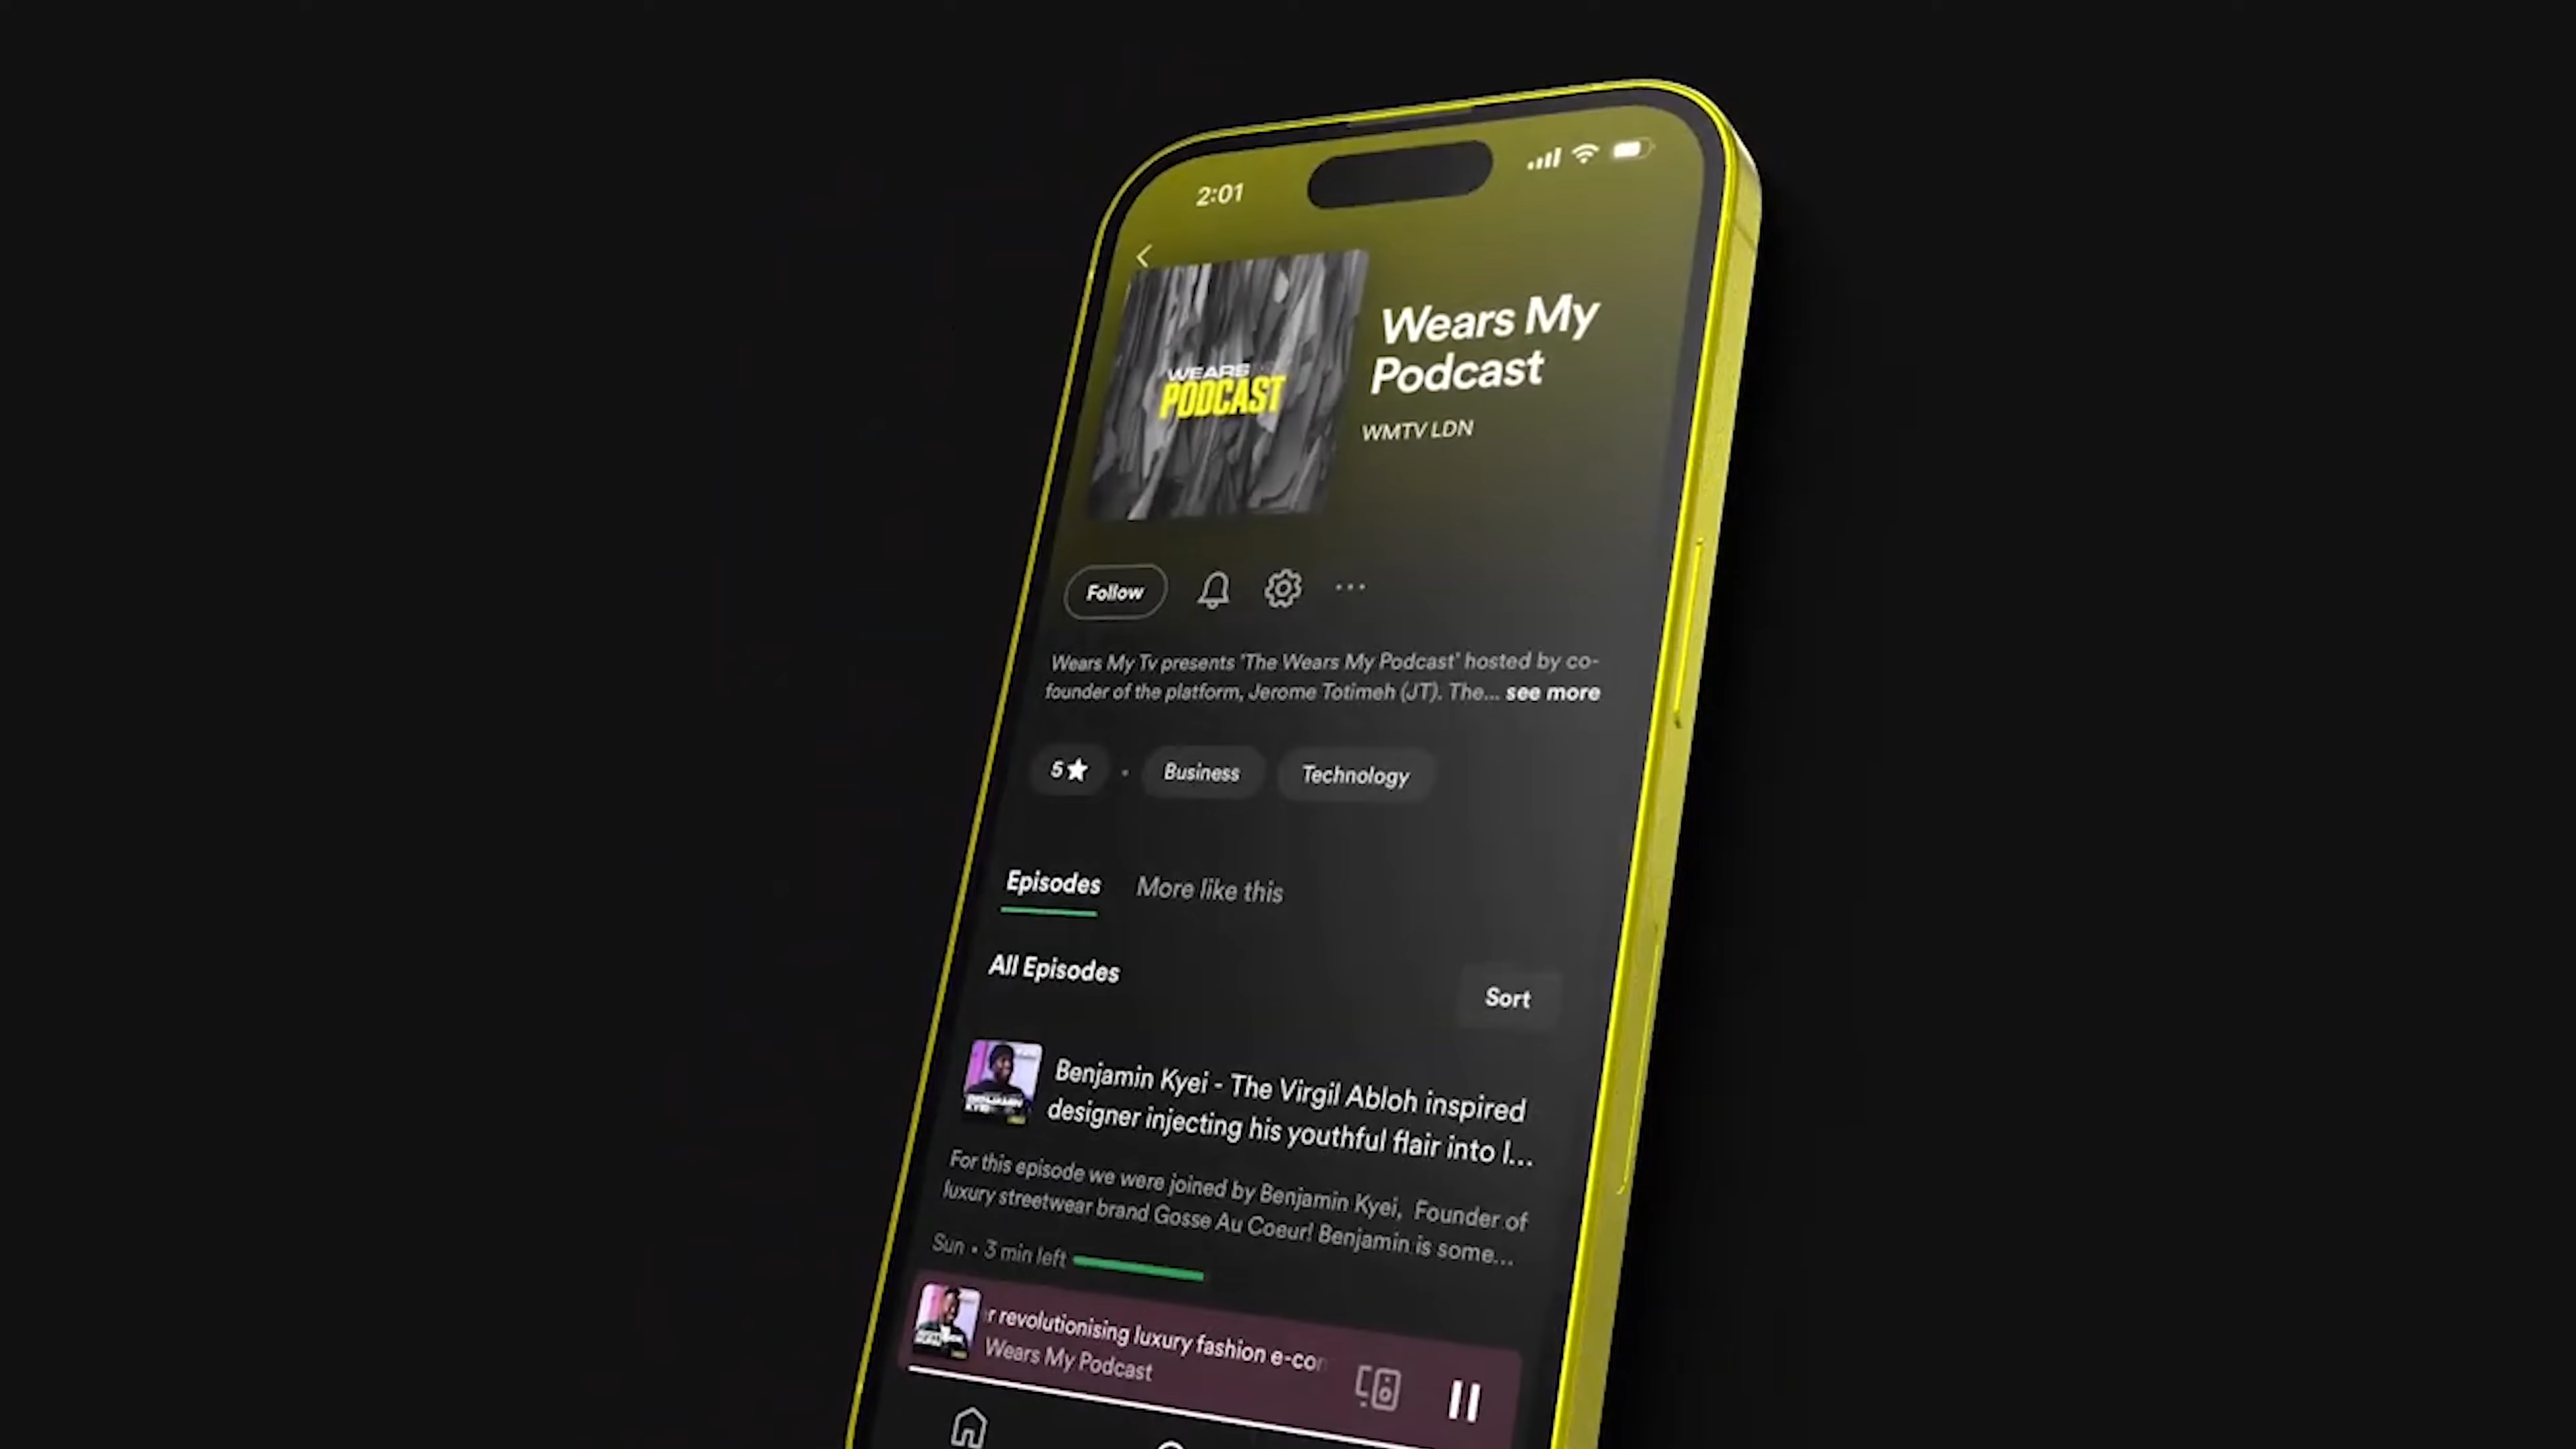 2:01
WEARS
PODCAST
Wears My
Podcast
WMTV LDN
Follow
Wears My Tv presents 'The Wears My Podcast' hosted by co-
founder of the platform, Jerome Totimeh (JT). The... see more
5★
Business
Technology
Episodes
More like this
All Episodes
Sort
BENJAMIN
KYEI
Benjamin Kyei - The Virgil Abloh inspired
designer injecting his youthful flair into l...
For this episode we were joined by Benjamin Kyei, Founder of
luxury streetwear brand Gosse Au Coeur! Benjamin is some...
Sun • 3 min left
r revolutionising luxury fashion e-con
Wears My Podcast